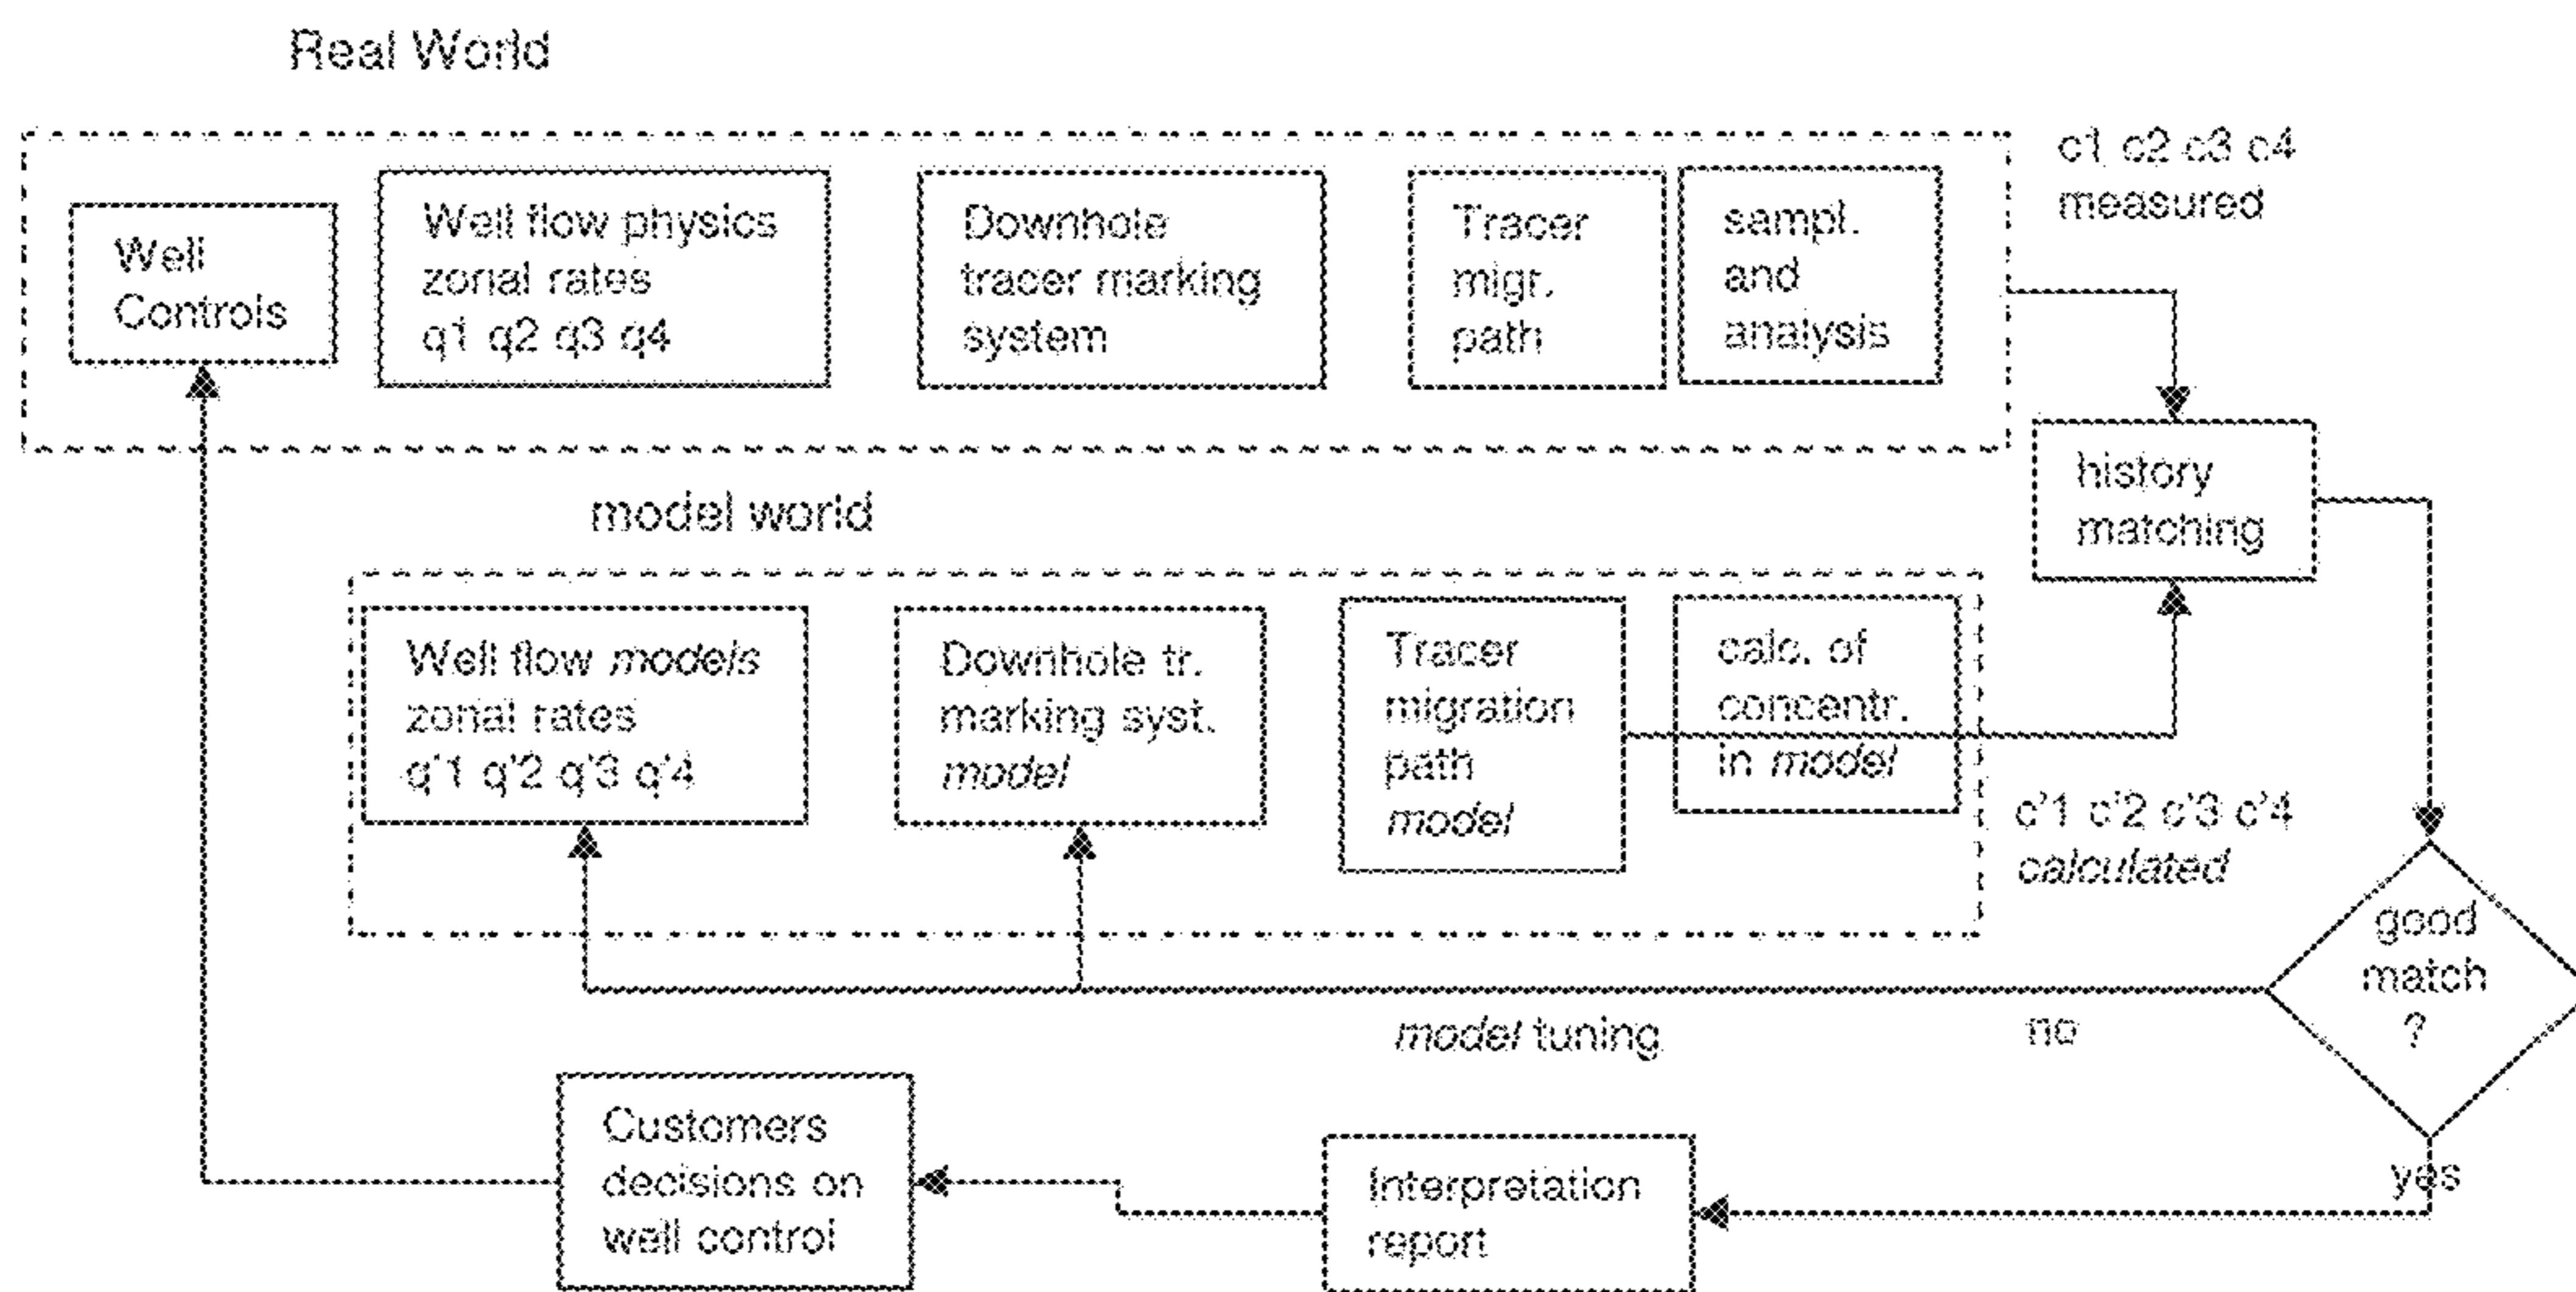 Real World
c1 c2 c3 c4
measured
Well
Controls
Well flow physics
zonal rates
q1 q2 q3 q4
Downhole
tracer marking
system
Tracer
migr.
path
sampl.
and
analysis
history
matching
model world
Well flow models
zonal rates
q'1 q'2 q'3 q'4
Downhole tr.
marking syst.
model
Tracer
migration
path
model
calc. of
concentr.
in model
c'1 c'2 c'3 c'4
calculated
good
match
?
model tuning
no
yes
Customers
decisions on
well control
Interpretation
report